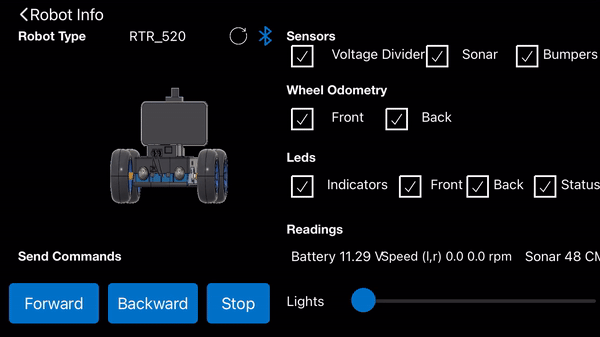 Robot Info
Robot Type RTR_520
Sensors
Voltage Divider Sonar Bumpers
Wheel Odometry
Front Back
Leds
Indicators Front Back Status
Readings
Battery 11.29 V Speed (l,r) 0.0 0.0 rpm Sonar 48 CM
Send Commands
Forward Backward Stop
Lights